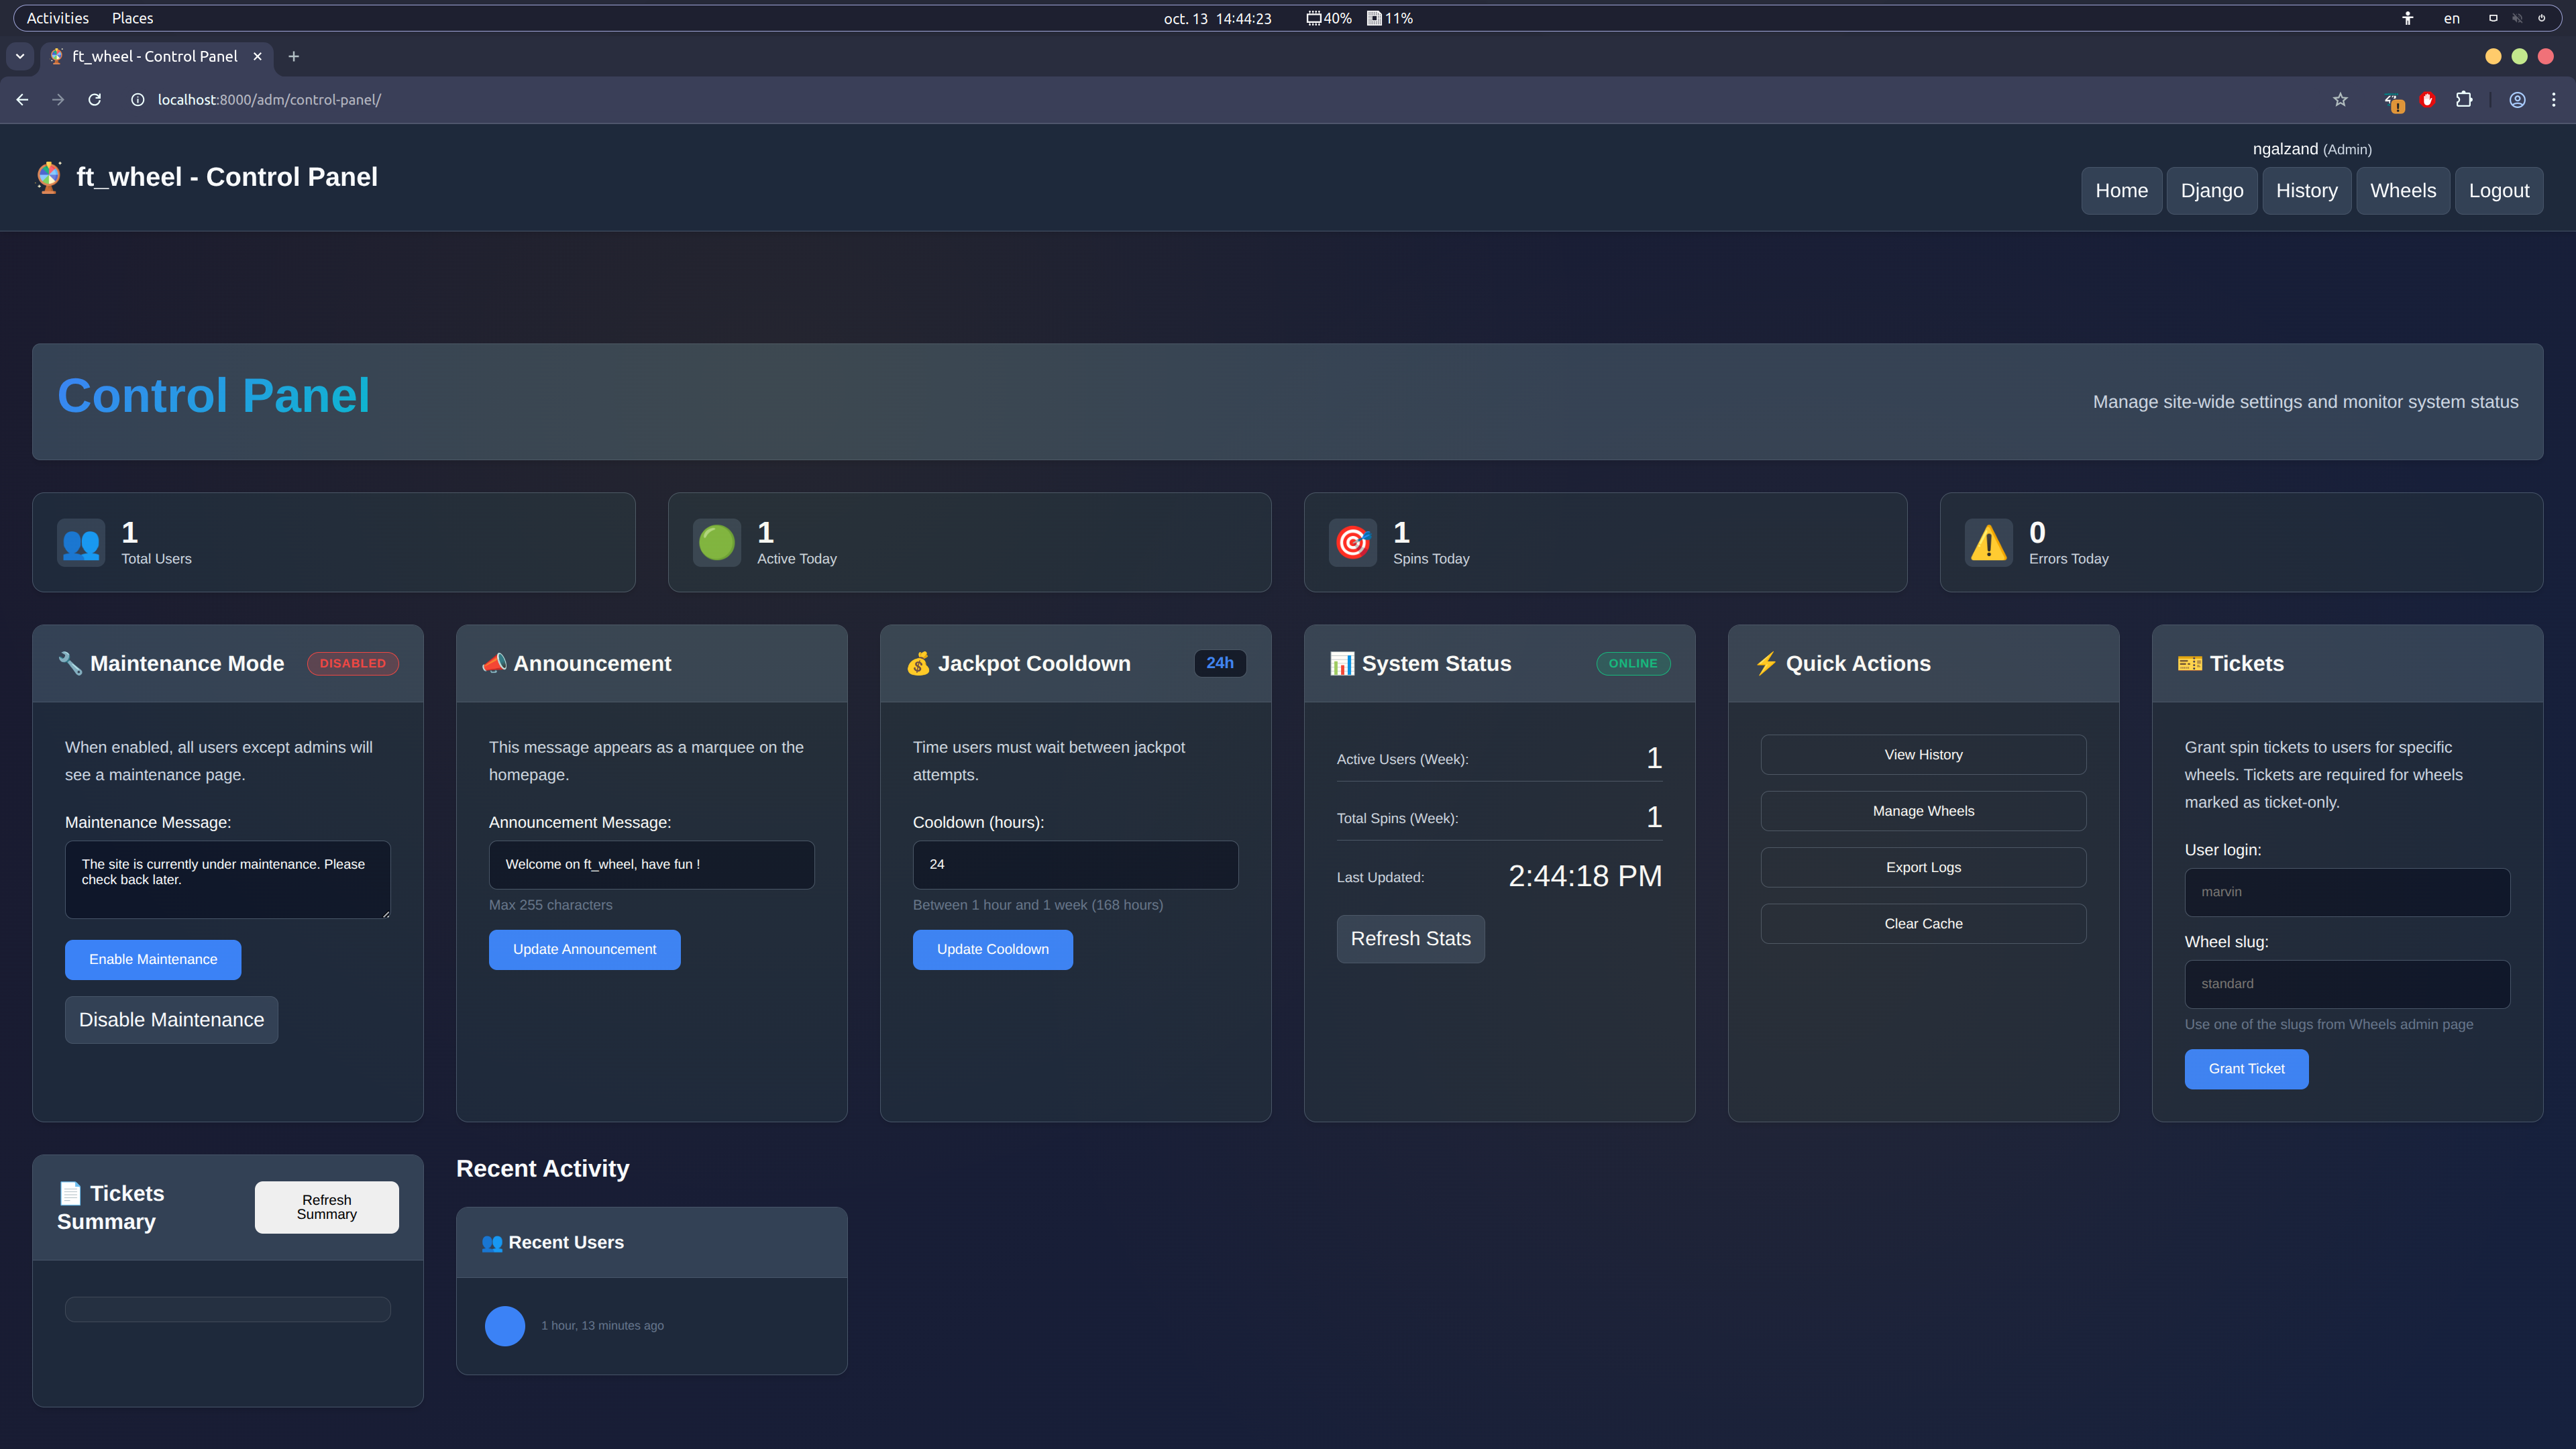 Activities Places oct. 13 14:44:23 40% 11% en
ft_wheel - Control Panel
localhost:8000/adm/control-panel/
ft_wheel - Control Panel
ngalzand (Admin)
Home Django History Wheels Logout
Control Panel
Manage site-wide settings and monitor system status
1
Total Users
1
Active Today
1
Spins Today
0
Errors Today
Maintenance Mode DISABLED
When enabled, all users except admins will
see a maintenance page.
Maintenance Message:
The site is currently under maintenance. Please
check back later.
Enable Maintenance
Disable Maintenance
Announcement
This message appears as a marquee on the
homepage.
Announcement Message:
Welcome on ft_wheel, have fun !
Max 255 characters
Update Announcement
Jackpot Cooldown 24h
Time users must wait between jackpot
attempts.
Cooldown (hours):
24
Between 1 hour and 1 week (168 hours)
Update Cooldown
System Status ONLINE
Active Users (Week): 1
Total Spins (Week): 1
Last Updated: 2:44:18 PM
Refresh Stats
Quick Actions
View History
Manage Wheels
Export Logs
Clear Cache
Tickets
Grant spin tickets to users for specific
wheels. Tickets are required for wheels
marked as ticket-only.
User login:
marvin
Wheel slug:
standard
Use one of the slugs from Wheels admin page
Grant Ticket
Tickets
Summary
Refresh
Summary
Recent Activity
Recent Users
1 hour, 13 minutes ago